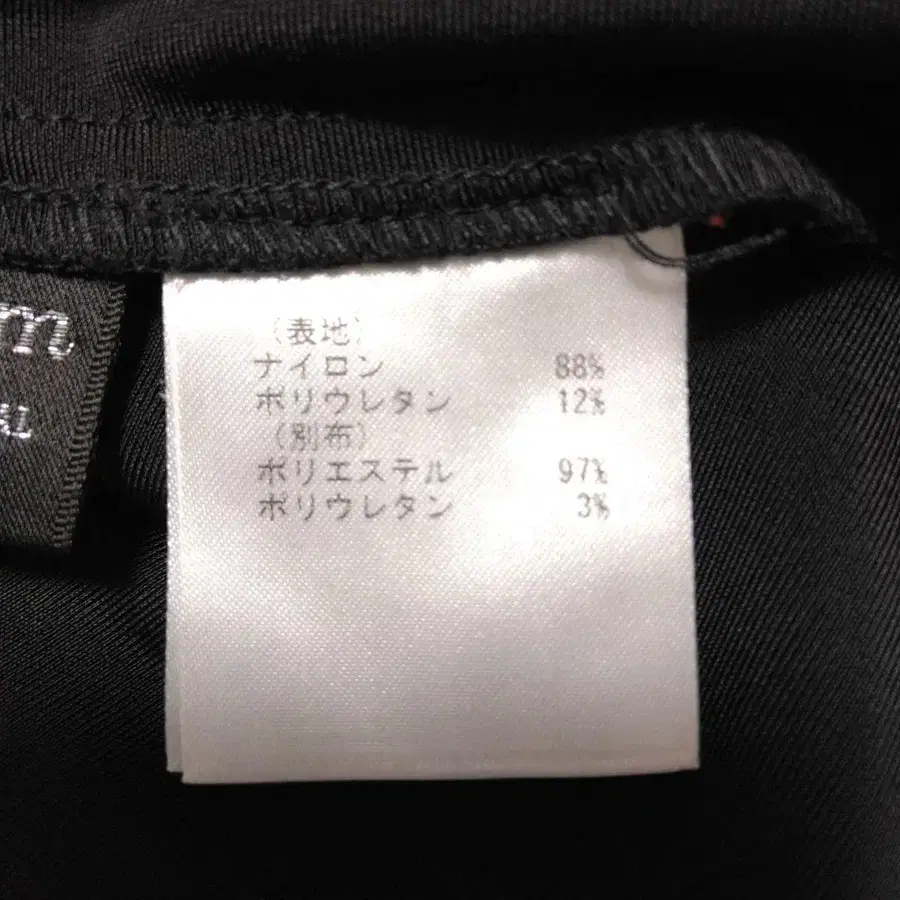 m
(表地)
ナイロン 88%
ポリウレタン 12%
(別布)
ポリエステル 97%
ポリウレタン 3%